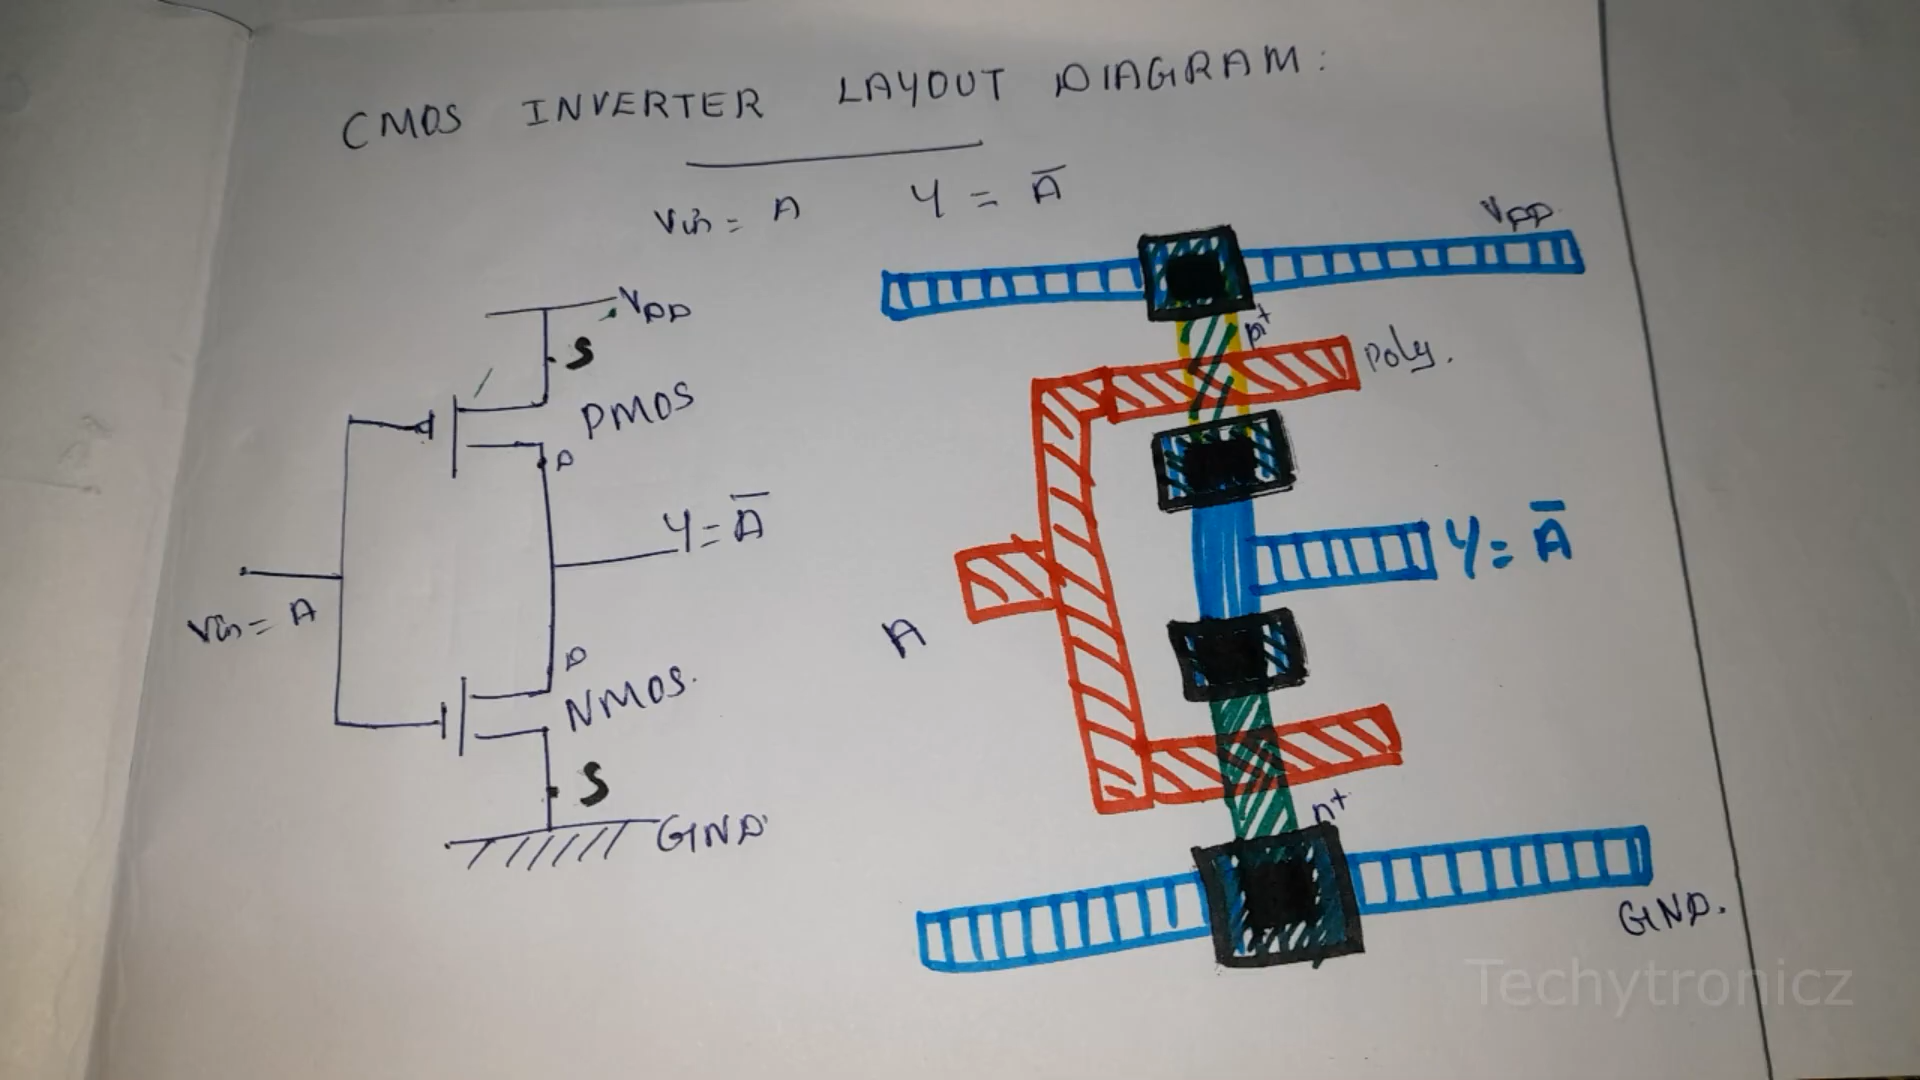 CMOS INVERTER LAYOUT DIAGRAM:
Vin = A Y = A̅
VDD
S
PMOS
D
Y = A̅
Vin = A
D
NMOS.
S
GND
VDD
p+
Poly.
Y = A̅
A
n+
GND.
Techytronicz